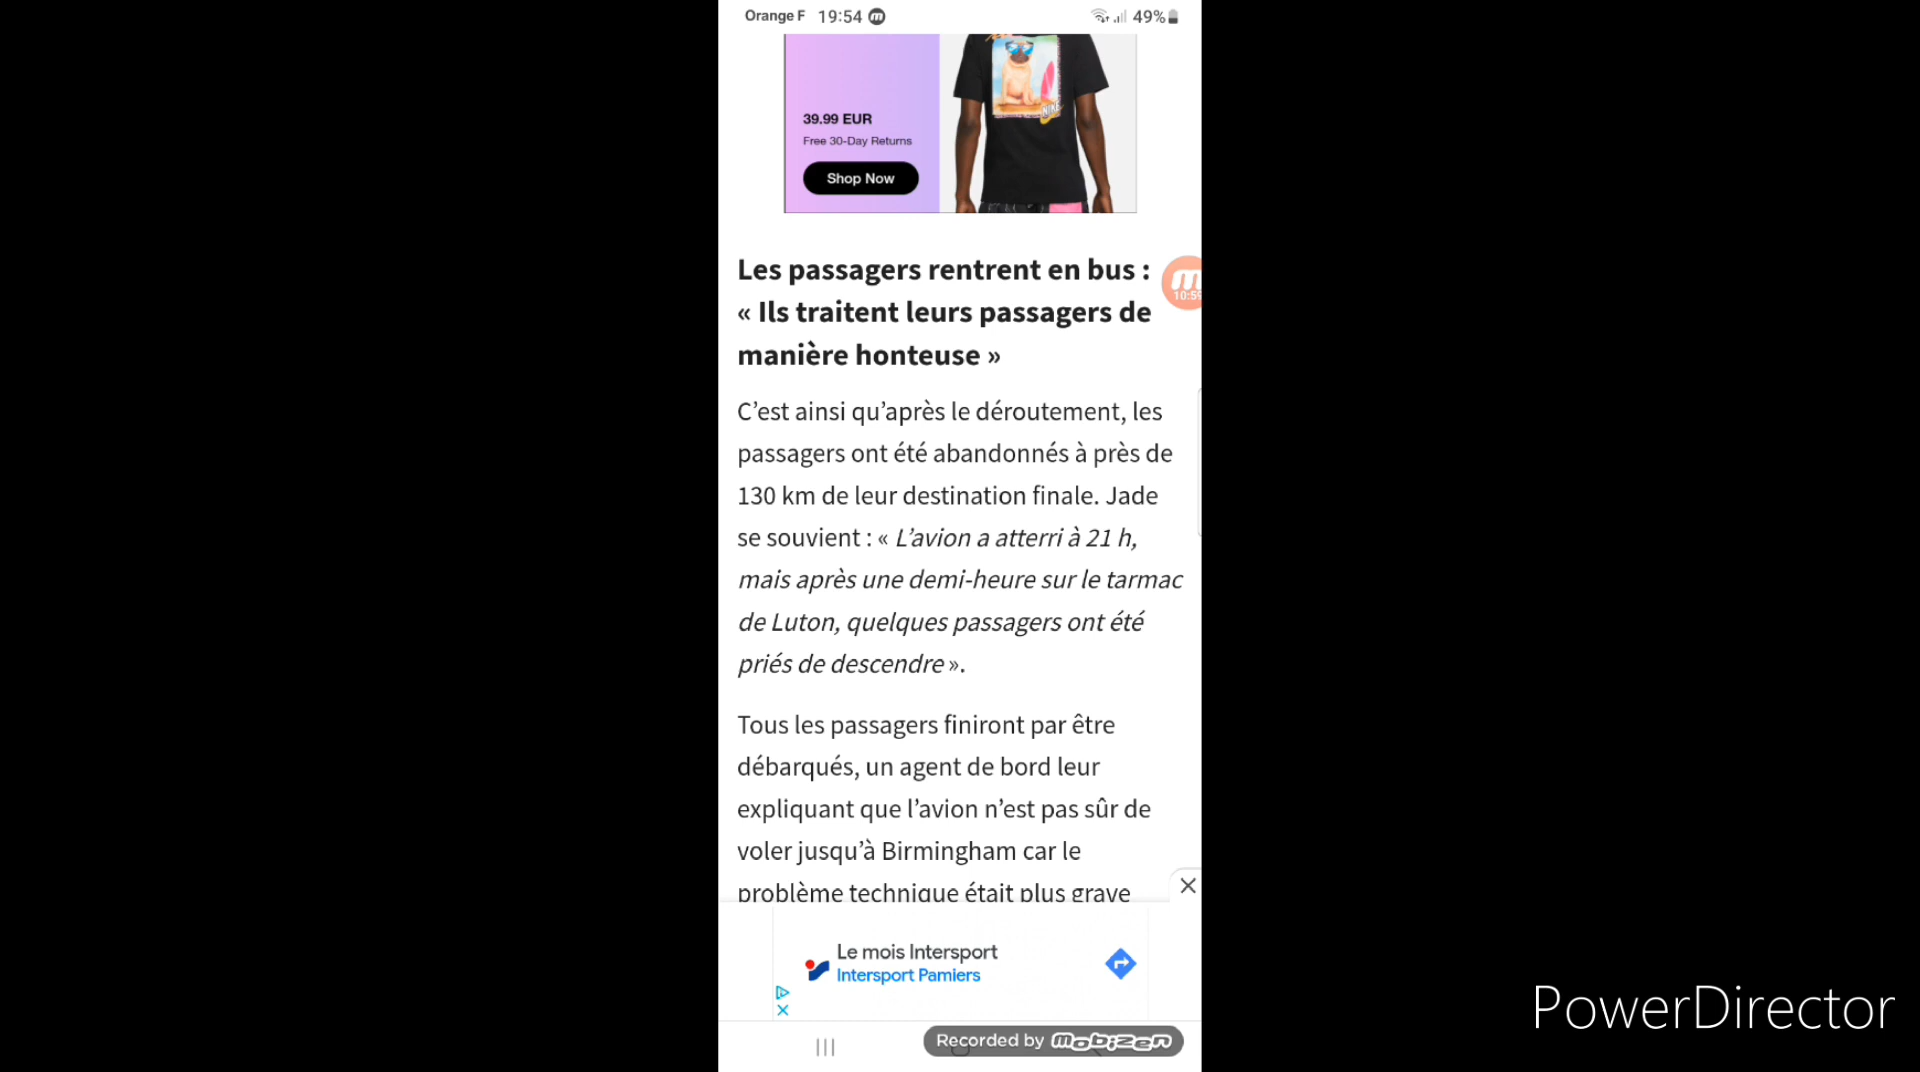 Orange F 19:54 m 49%
NIKE
39.99 EUR
Free 30-Day Returns
Shop Now
Les passagers rentrent en bus :
« Ils traitent leurs passagers de
manière honteuse »
10:59
C’est ainsi qu’après le déroutement, les
passagers ont été abandonnés à près de
130 km de leur destination finale. Jade
se souvient : « L’avion a atterri à 21 h,
mais après une demi-heure sur le tarmac
de Luton, quelques passagers ont été
priés de descendre ».
Tous les passagers finiront par être
débarqués, un agent de bord leur
expliquant que l’avion n’est pas sûr de
voler jusqu’à Birmingham car le
problème technique était plus grave
Le mois Intersport
Intersport Pamiers
Recorded by mobizen
PowerDirector